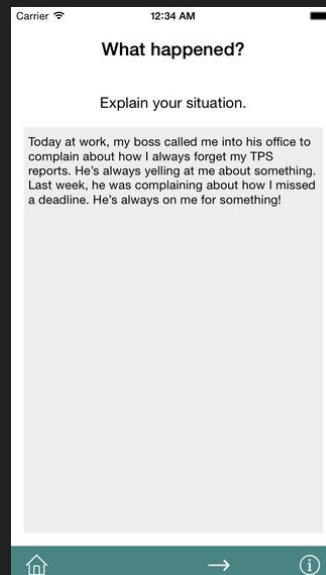 Carrier 12:34 AM
What happened?
Explain your situation.
Today at work, my boss called me into his office to
complain about how I always forget my TPS
reports. He's always yelling at me about something.
Last week, he was complaining about how I missed
a deadline. He's always on me for something!